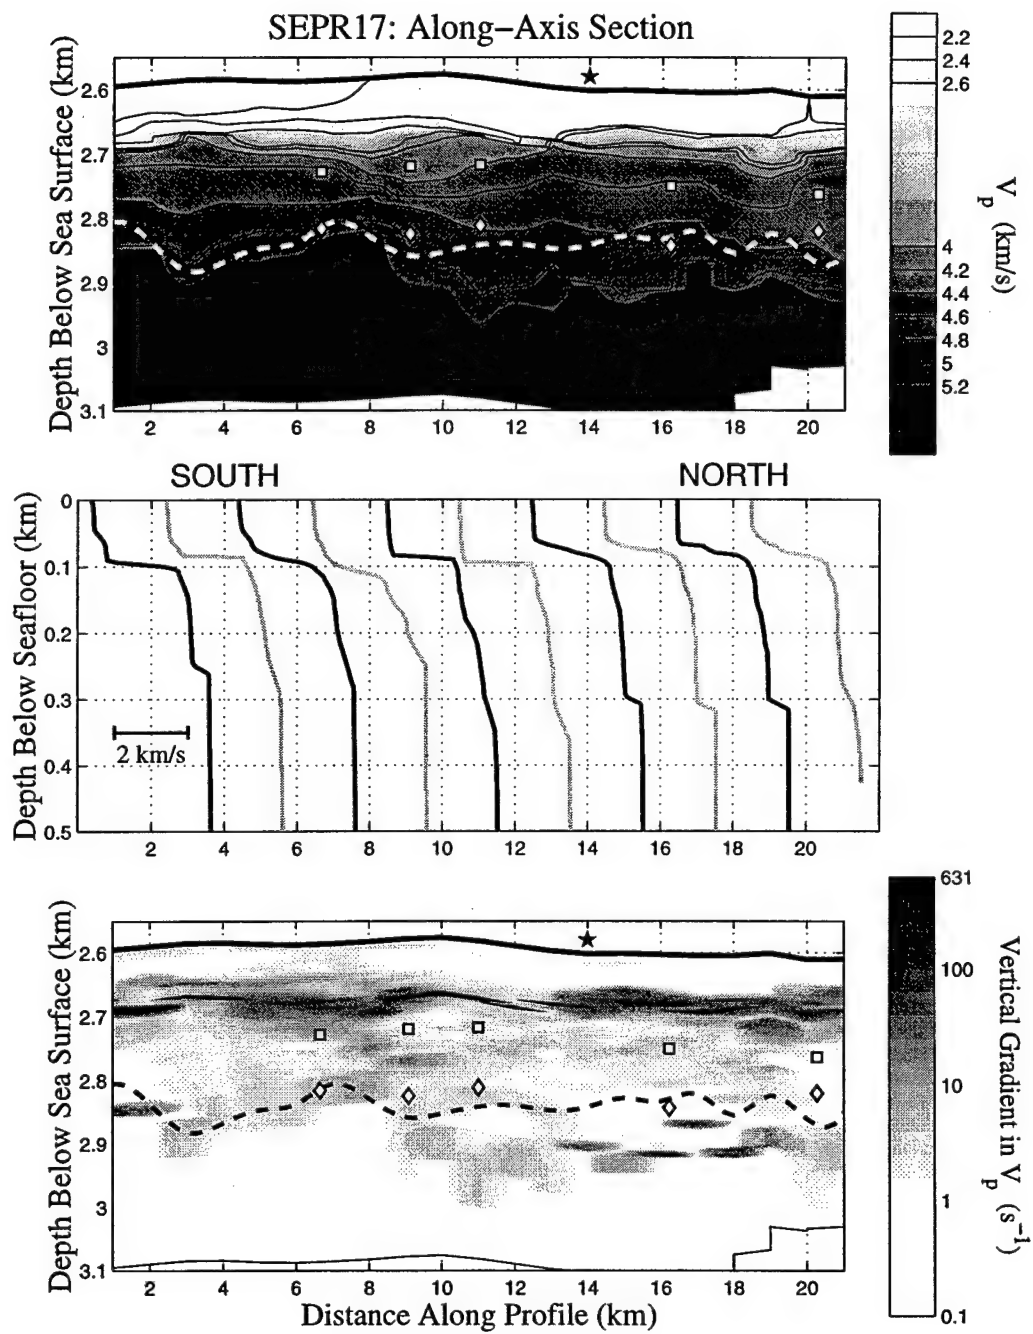 SEPR17: Along–Axis Section
Depth Below Sea Surface (km)
2.6
2.7
2.8
2.9
3
3.1
2 4 6 8 10 12 14 16 18 20
2.2
2.4
2.6
4
4.2
4.4
4.6
4.8
5
5.2
Vp (km/s)
SOUTH NORTH
Depth Below Seafloor (km)
0
0.1
0.2
0.3
0.4
0.5
2 km/s
2 4 6 8 10 12 14 16 18 20
Depth Below Sea Surface (km)
2.6
2.7
2.8
2.9
3
3.1
2 4 6 8 10 12 14 16 18 20
Distance Along Profile (km)
631
100
10
1
0.1
Vertical Gradient in Vp (s⁻¹)